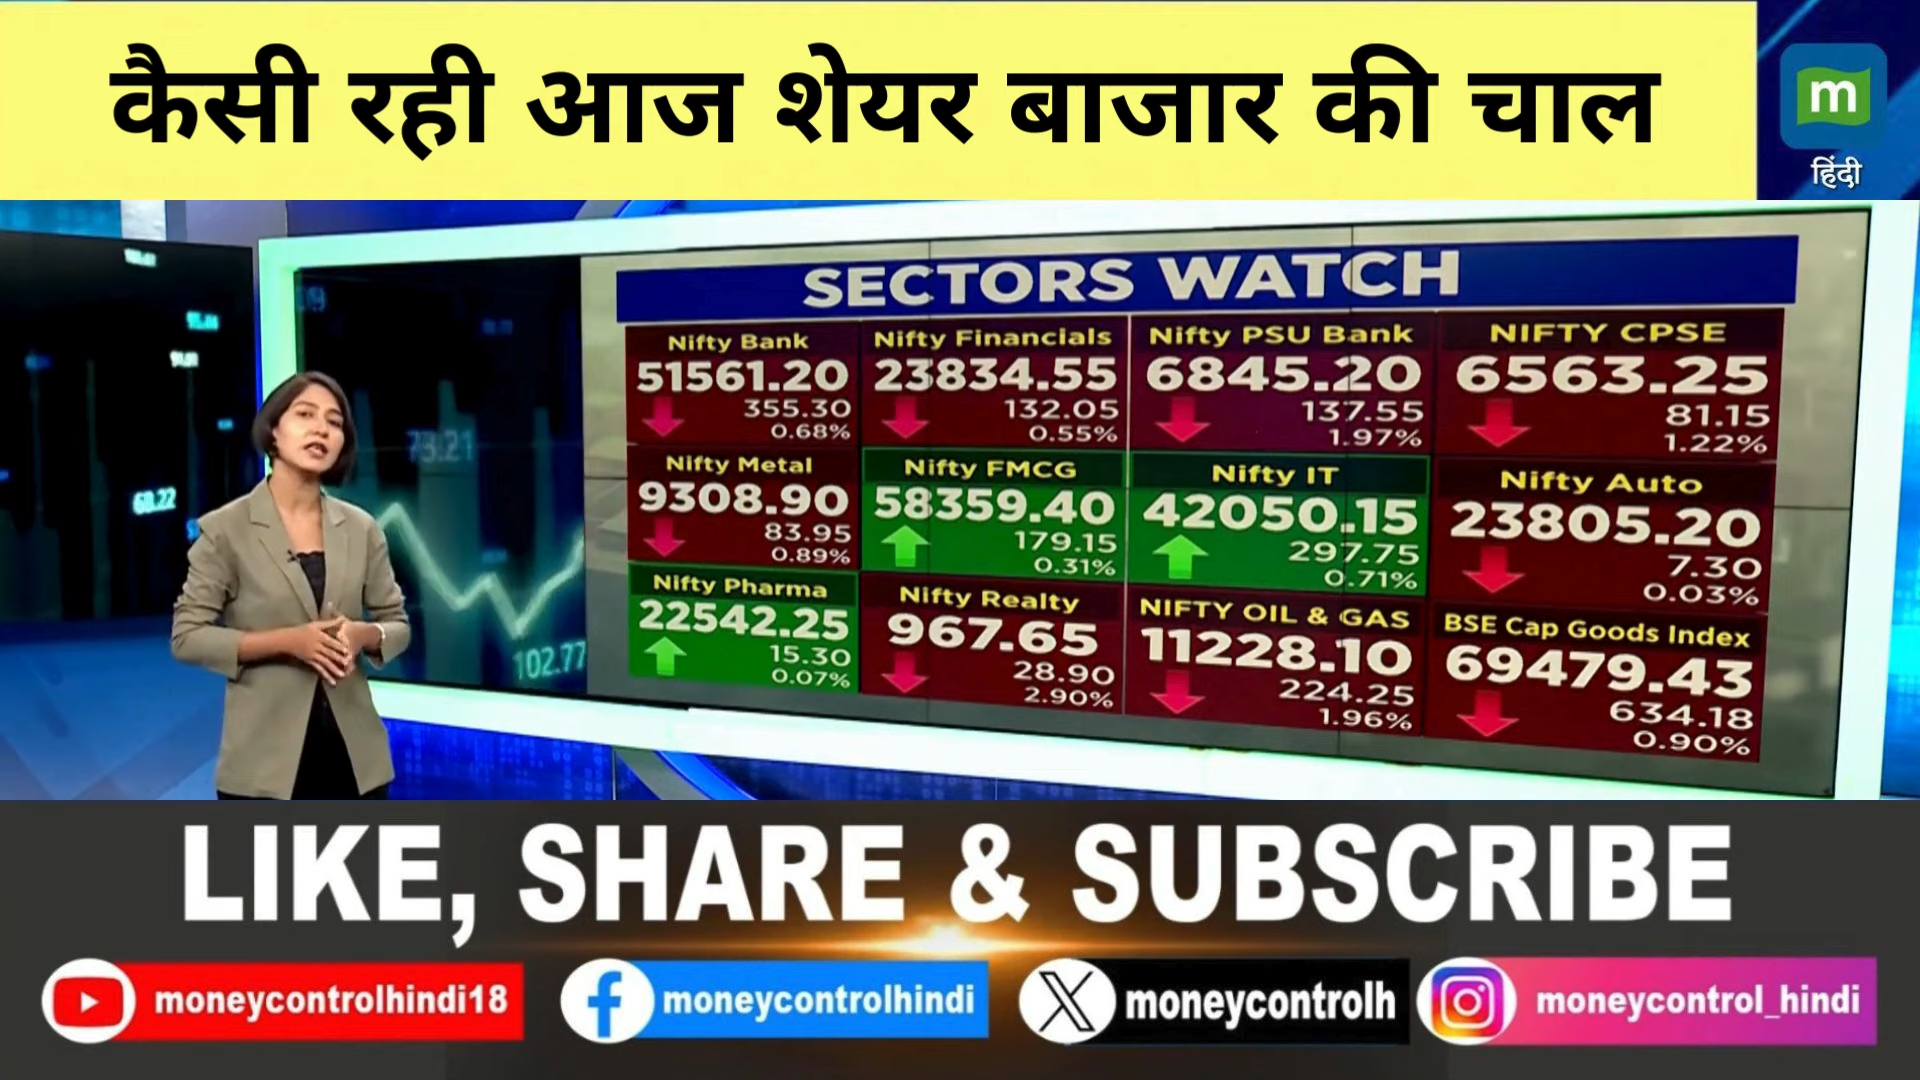 कैसी रही आज शेयर बाजार की चाल
m
हिंदी
SECTORS WATCH
Nifty Bank
51561.20
355.30
0.68%
Nifty Financials
23834.55
132.05
0.55%
Nifty PSU Bank
6845.20
137.55
1.97%
NIFTY CPSE
6563.25
81.15
1.22%
Nifty Metal
9308.90
83.95
0.89%
Nifty FMCG
58359.40
179.15
0.31%
Nifty IT
42050.15
297.75
0.71%
Nifty Auto
23805.20
7.30
0.03%
Nifty Pharma
22542.25
15.30
0.07%
Nifty Realty
967.65
28.90
2.90%
NIFTY OIL & GAS
11228.10
224.25
1.96%
BSE Cap Goods Index
69479.43
634.18
0.90%
73.21
68.22
102.77
LIKE, SHARE & SUBSCRIBE
moneycontrolhindi18
moneycontrolhindi
moneycontrolh
moneycontrol_hindi